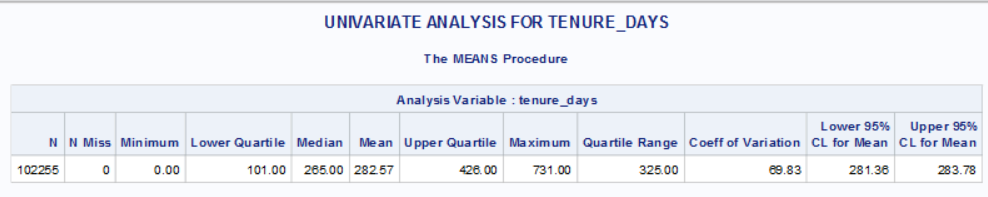 UNIVARIATE ANALYSIS FOR TENURE_DAYS
The MEANS Procedure
Analysis Variable : tenure_days
N N Miss Minimum Lower Quartile Median Mean Upper Quartile Maximum Quartile Range Coeff of Variation Lower 95% CL for Mean Upper 95% CL for Mean
102255 0 0.00 101.00 265.00 282.57 426.00 731.00 325.00 69.83 281.36 283.78